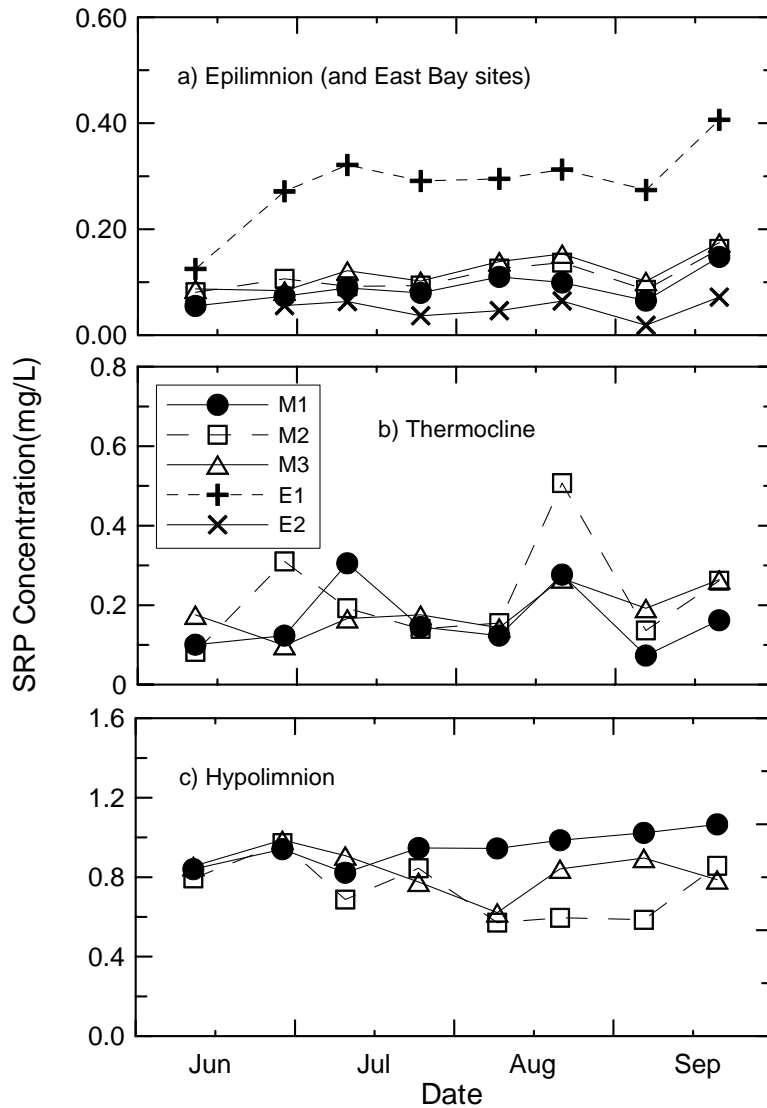 0.60
a) Epilimnion (and East Bay sites)
0.40
0.20
0.00
SRP Concentration(mg/L)
0.8
M1
M2
M3
E1
E2
b) Thermocline
0.6
0.4
0.2
0
1.6
c) Hypolimnion
1.2
0.8
0.4
0.0
Jun Jul Aug Sep
Date